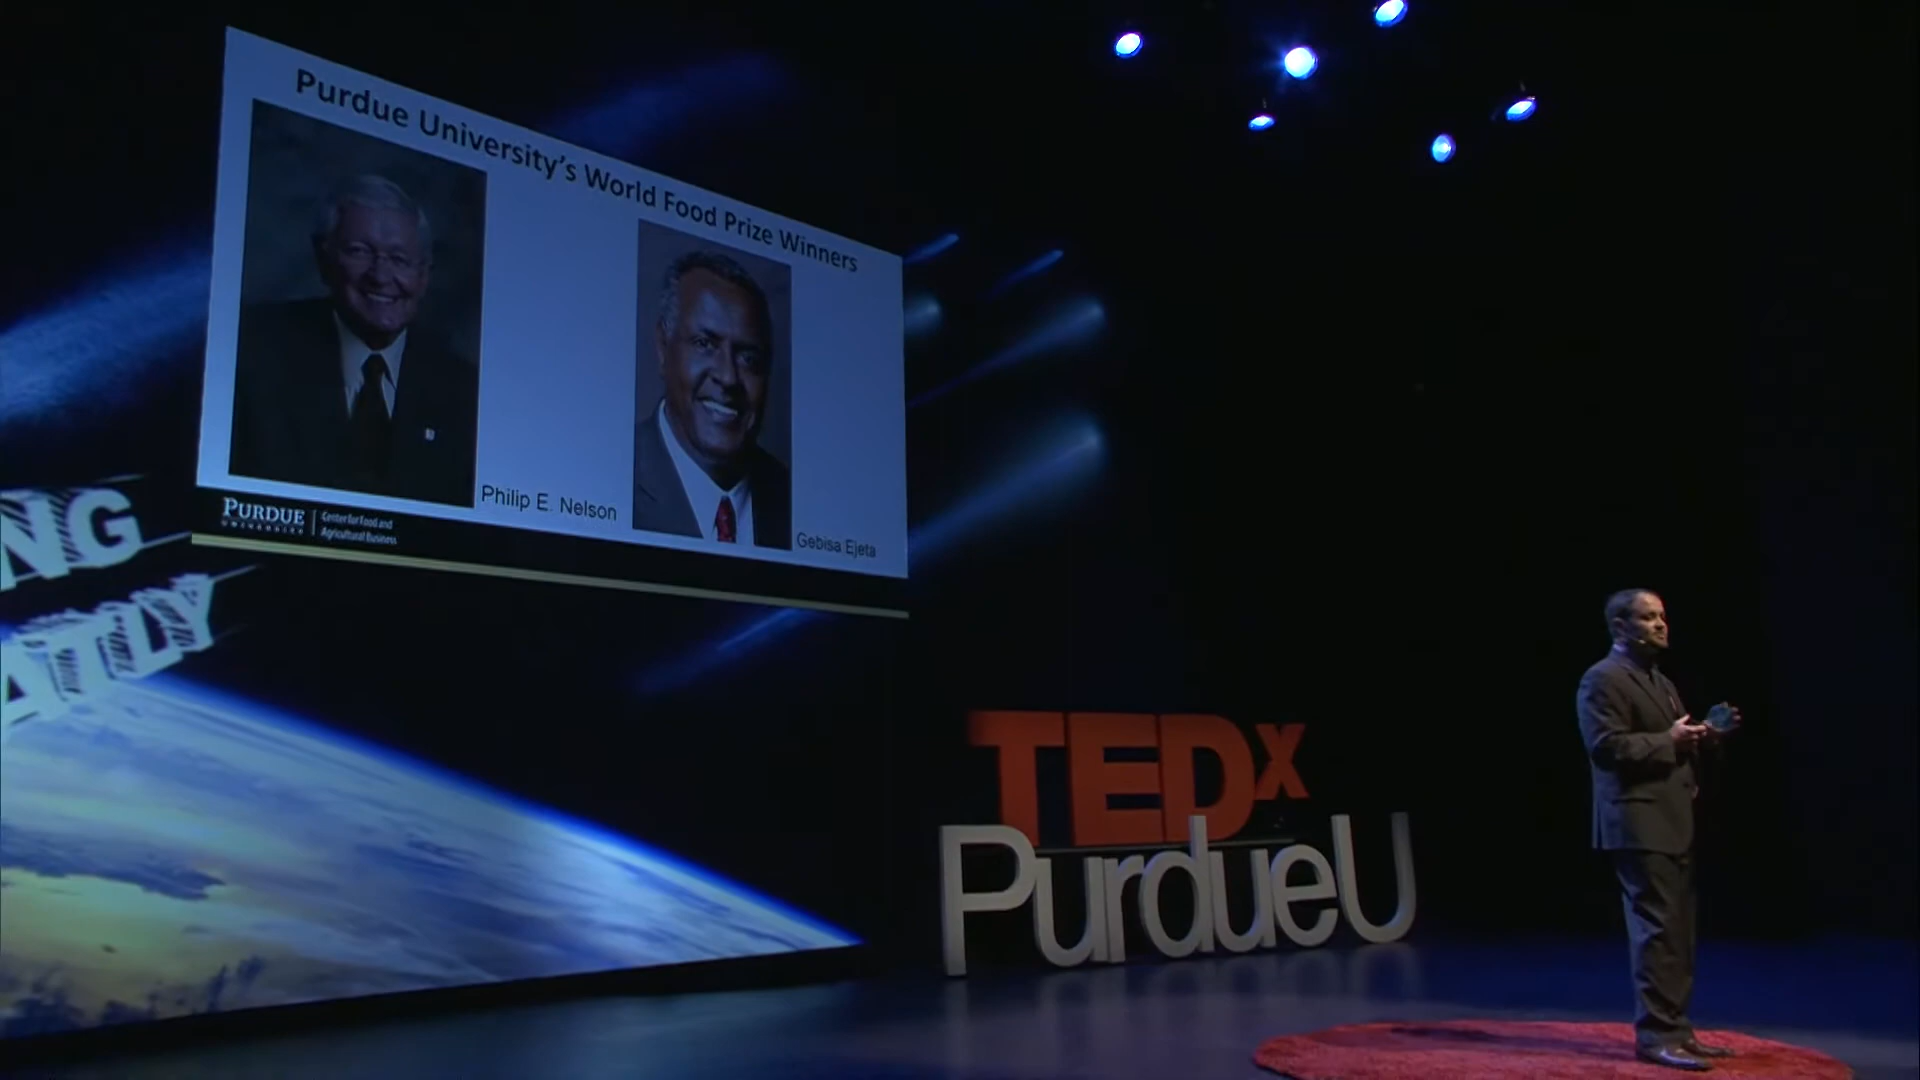 Purdue University's World Food Prize Winners
Philip E. Nelson
Gebisa Ejeta
PURDUE
UNIVERSITY
Center for Food and
Agricultural Business
NG
ATLY
TEDx
PurdueU